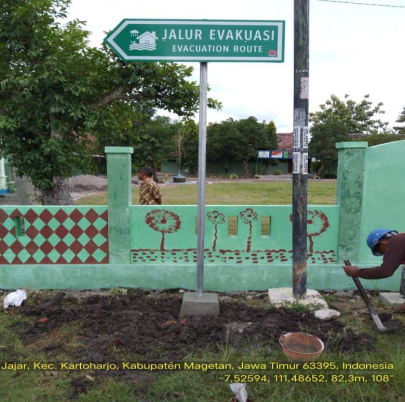 JALUR EVAKUASI
EVACUATION ROUTE
Jajar, Kec. Kartoharjo, Kabupatén Magetan, Jawa Timur 63395, Indonesia
-7,52594, 111,48652, 82,3m, 108°